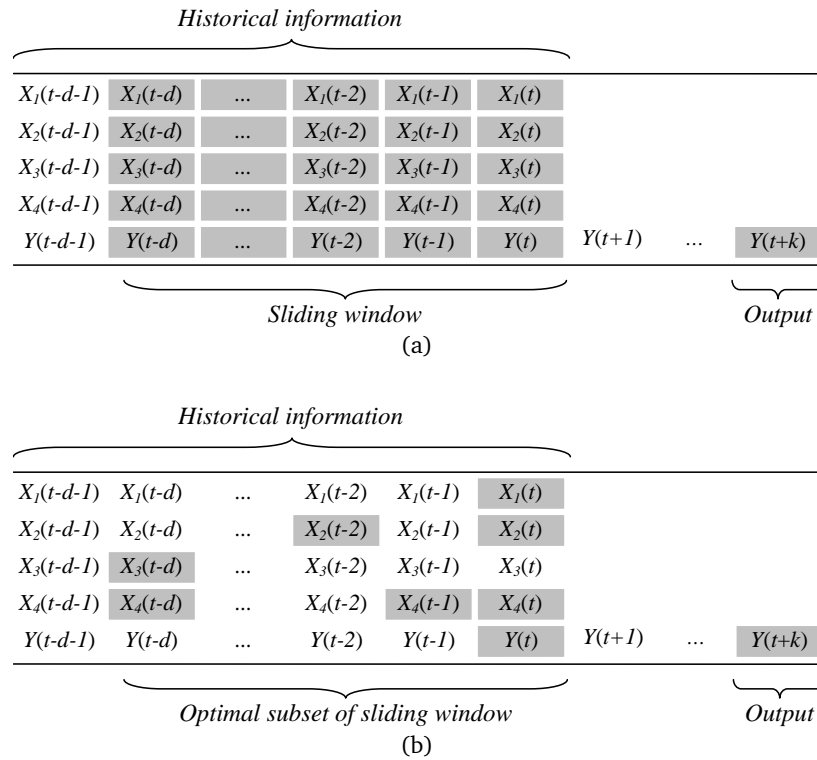 Historical information
X₁(t-d-1) X₁(t-d) ... X₁(t-2) X₁(t-1) X₁(t)
X₂(t-d-1) X₂(t-d) ... X₂(t-2) X₂(t-1) X₂(t)
X₃(t-d-1) X₃(t-d) ... X₃(t-2) X₃(t-1) X₃(t)
X₄(t-d-1) X₄(t-d) ... X₄(t-2) X₄(t-1) X₄(t)
Y(t-d-1) Y(t-d) ... Y(t-2) Y(t-1) Y(t) Y(t+1) ... Y(t+k)
Sliding window Output
(a)
Historical information
X₁(t-d-1) X₁(t-d) ... X₁(t-2) X₁(t-1) X₁(t)
X₂(t-d-1) X₂(t-d) ... X₂(t-2) X₂(t-1) X₂(t)
X₃(t-d-1) X₃(t-d) ... X₃(t-2) X₃(t-1) X₃(t)
X₄(t-d-1) X₄(t-d) ... X₄(t-2) X₄(t-1) X₄(t)
Y(t-d-1) Y(t-d) ... Y(t-2) Y(t-1) Y(t) Y(t+1) ... Y(t+k)
Optimal subset of sliding window Output
(b)